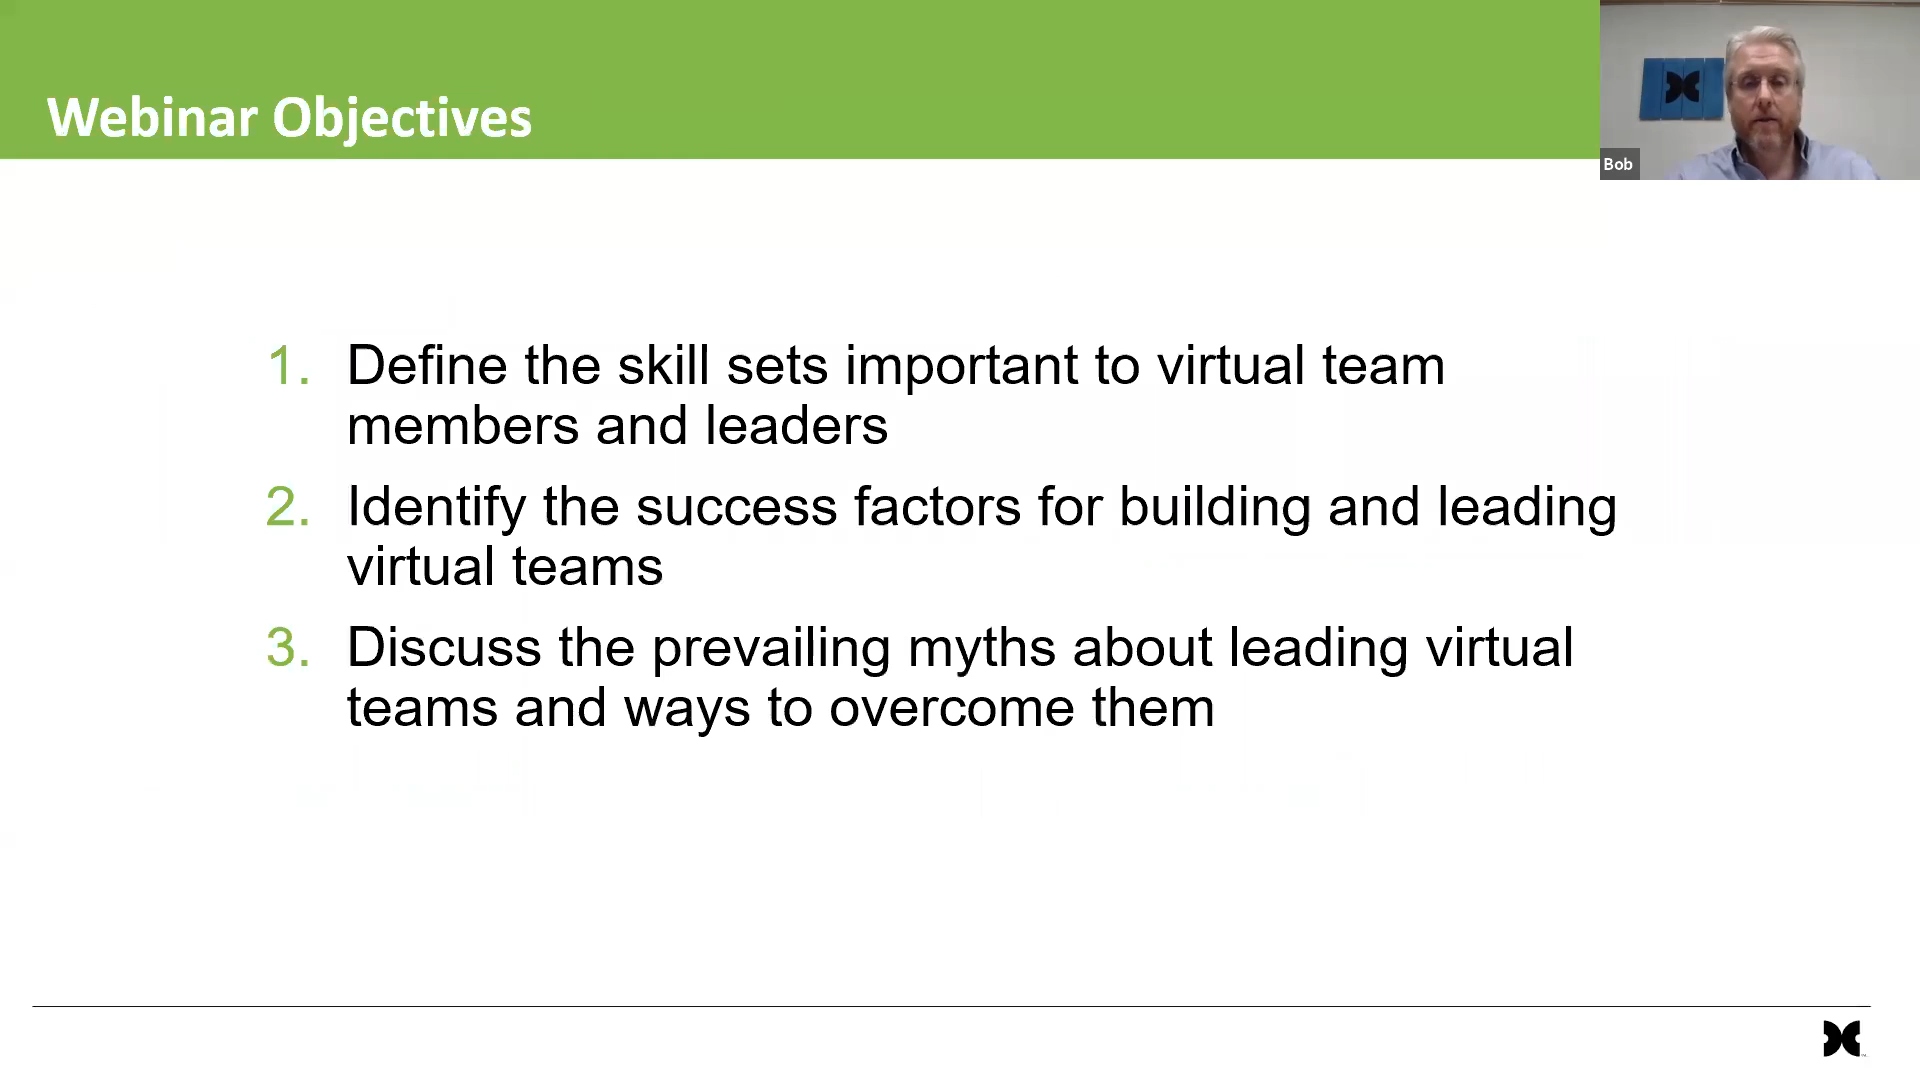 Webinar Objectives
Bob
1. Define the skill sets important to virtual team
members and leaders
2. Identify the success factors for building and leading
virtual teams
3. Discuss the prevailing myths about leading virtual
teams and ways to overcome them